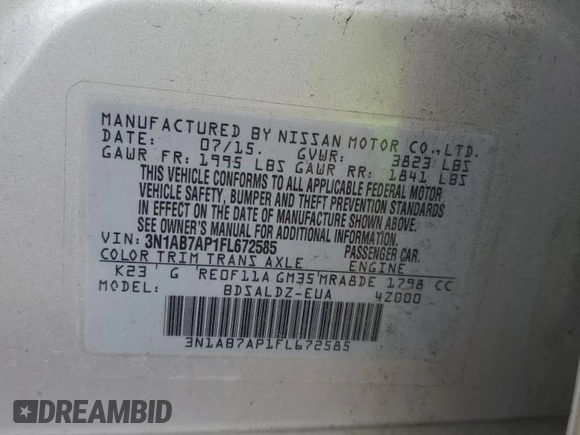 MANUFACTURED BY NISSAN MOTOR CO.,LTD.
DATE: 07/15. GVWR: 3823 LBS
GAWR FR: 1995 LBS GAWR RR: 1841 LBS
THIS VEHICLE CONFORMS TO ALL APPLICABLE FEDERAL MOTOR
VEHICLE SAFETY, BUMPER AND THEFT PREVENTION STANDARDS
IN EFFECT ON THE DATE OF MANUFACTURE SHOWN ABOVE.
SEE OWNER'S MANUAL FOR ADDITIONAL INFORMATION.
VIN: 3N1AB7AP1FL672585 PASSENGER CAR.
COLOR TRIM TRANS AXLE ENGINE
K23 G RE0F11A GM35 MRA8DE 1798 CC
MODEL: BDSALDZ-EUA 42000
3N1AB7AP1FL672585
DREAMBID